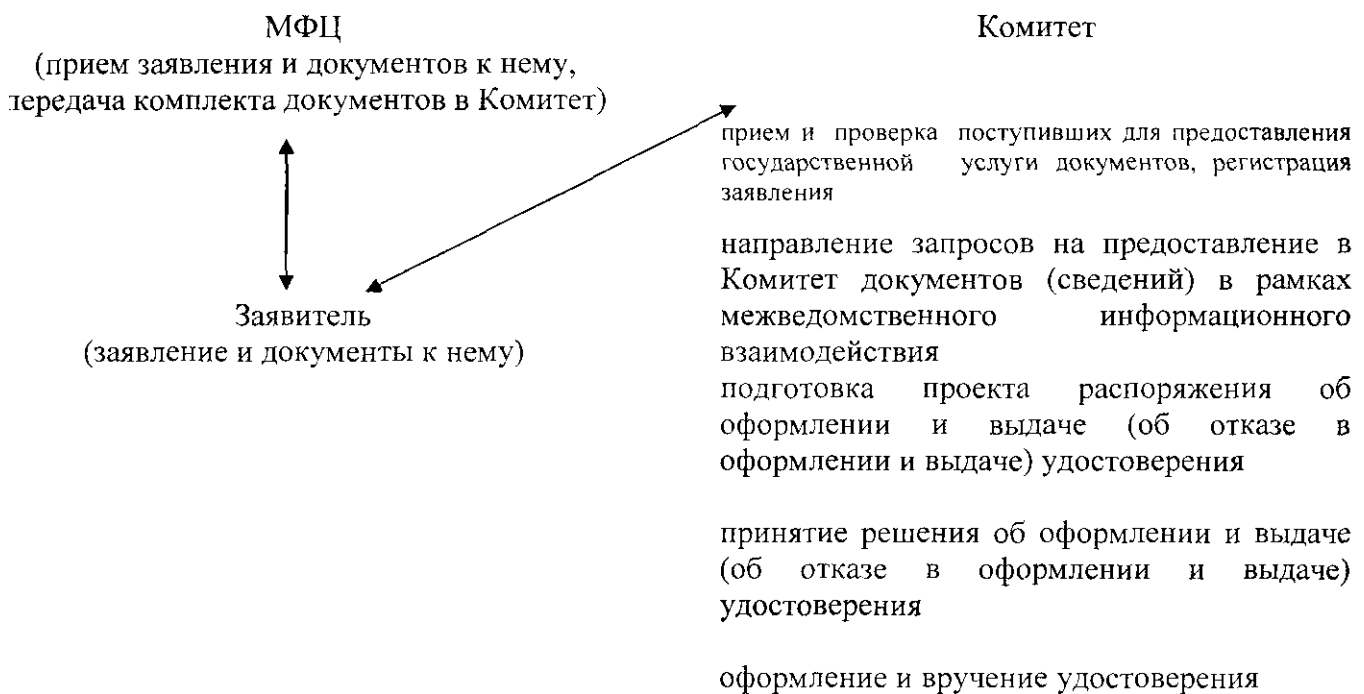 МФЦ
(прием заявления и документов к нему,
передача комплекта документов в Комитет)
Заявитель
(заявление и документы к нему)
Комитет
прием и проверка поступивших для предоставления
государственной услуги документов, регистрация
заявления
направление запросов на предоставление в
Комитет документов (сведений) в рамках
межведомственного информационного
взаимодействия
подготовка проекта распоряжения об
оформлении и выдаче (об отказе в
оформлении и выдаче) удостоверения
принятие решения об оформлении и выдаче
(об отказе в оформлении и выдаче)
удостоверения
оформление и вручение удостоверения